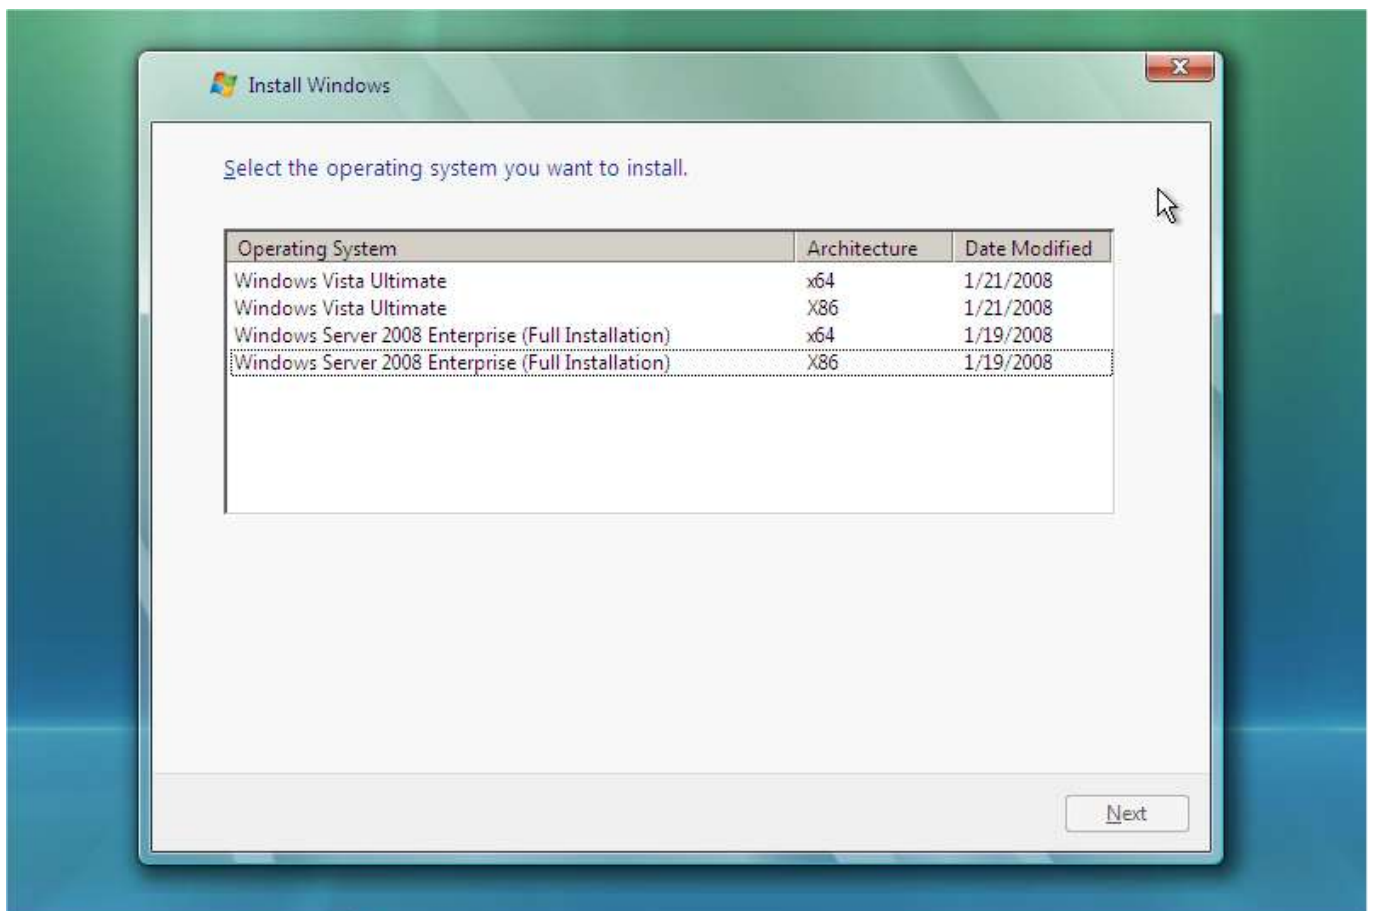 Install Windows
Select the operating system you want to install.
Operating System Architecture Date Modified
Windows Vista Ultimate x64 1/21/2008
Windows Vista Ultimate X86 1/21/2008
Windows Server 2008 Enterprise (Full Installation) x64 1/19/2008
Windows Server 2008 Enterprise (Full Installation) X86 1/19/2008
Next